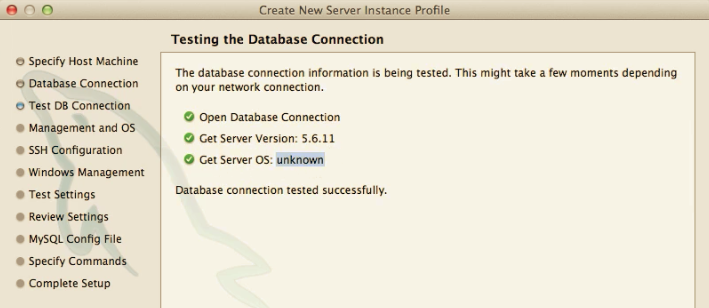 Create New Server Instance Profile
Testing the Database Connection
Specify Host Machine
Database Connection
Test DB Connection
Management and OS
SSH Configuration
Windows Management
Test Settings
Review Settings
MySQL Config File
Specify Commands
Complete Setup
The database connection information is being tested. This might take a few moments depending
on your network connection.
Open Database Connection
Get Server Version: 5.6.11
Get Server OS: unknown
Database connection tested successfully.